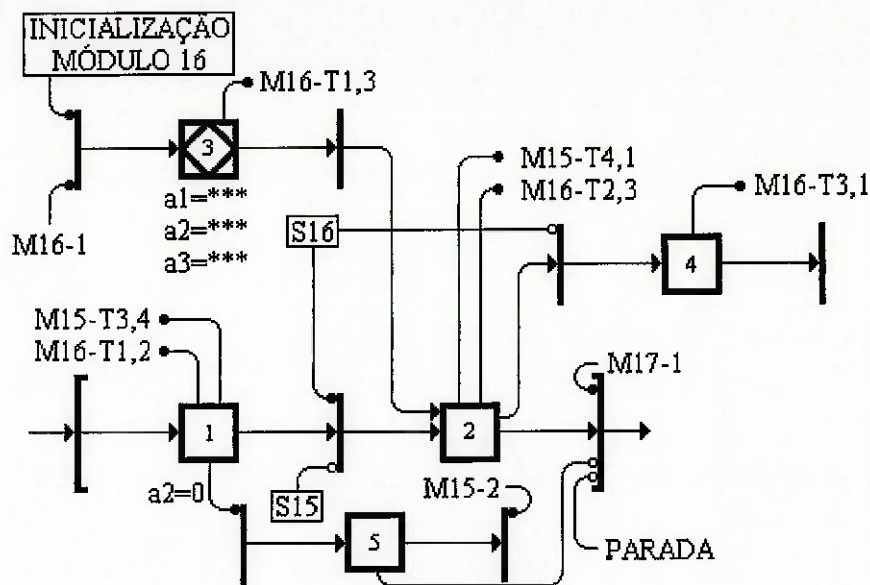 INICIALIZAÇÃO
MÓDULO 16
M16-T1,3
3
M15-T4,1
M16-T2,3
M16-T3,1
a1=***
a2=***
a3=***
M16-1
S16
4
M15-T3,4
M16-T1,2
M17-1
1
2
a2=0
S15
M15-2
5
PARADA